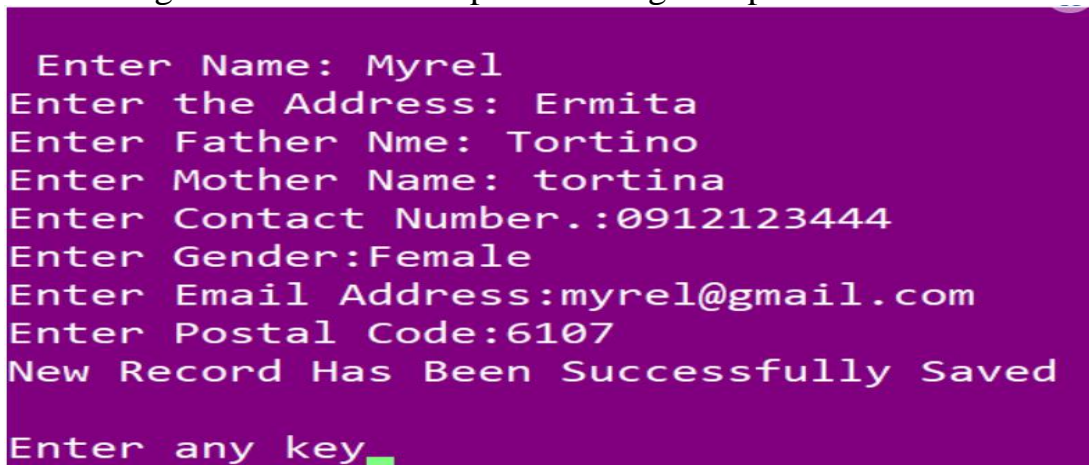 Enter Name: Myrel
Enter the Address: Ermita
Enter Father Nme: Tortino
Enter Mother Name: tortina
Enter Contact Number.:0912123444
Enter Gender:Female
Enter Email Address:myrel@gmail.com
Enter Postal Code:6107
New Record Has Been Successfully Saved
Enter any key